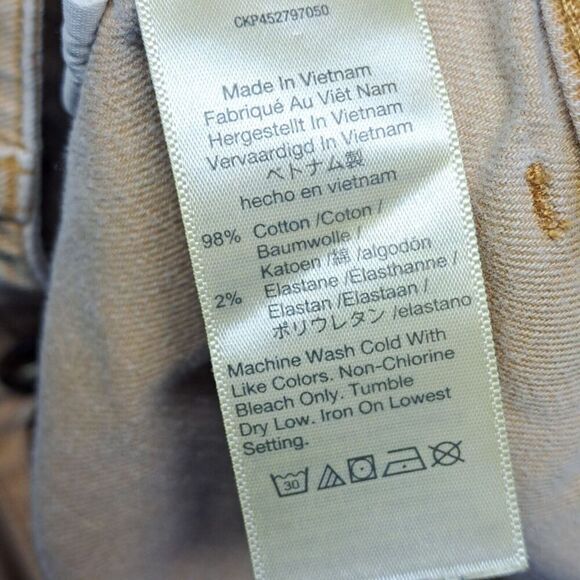 CKP452797050
Made In Vietnam
Fabriqué Au Viêt Nam
Hergestellt In Vietnam
Vervaardigd In Vietnam
ベトナム製
hecho en vietnam
98% Cotton /Coton /
Baumwolle /
Katoen /綿 /algodón
2% Elastane /Elasthanne /
Elastan /Elastaan /
ポリウレタン /elastano
Machine Wash Cold With
Like Colors. Non-Chlorine
Bleach Only. Tumble
Dry Low. Iron On Lowest
Setting.
30